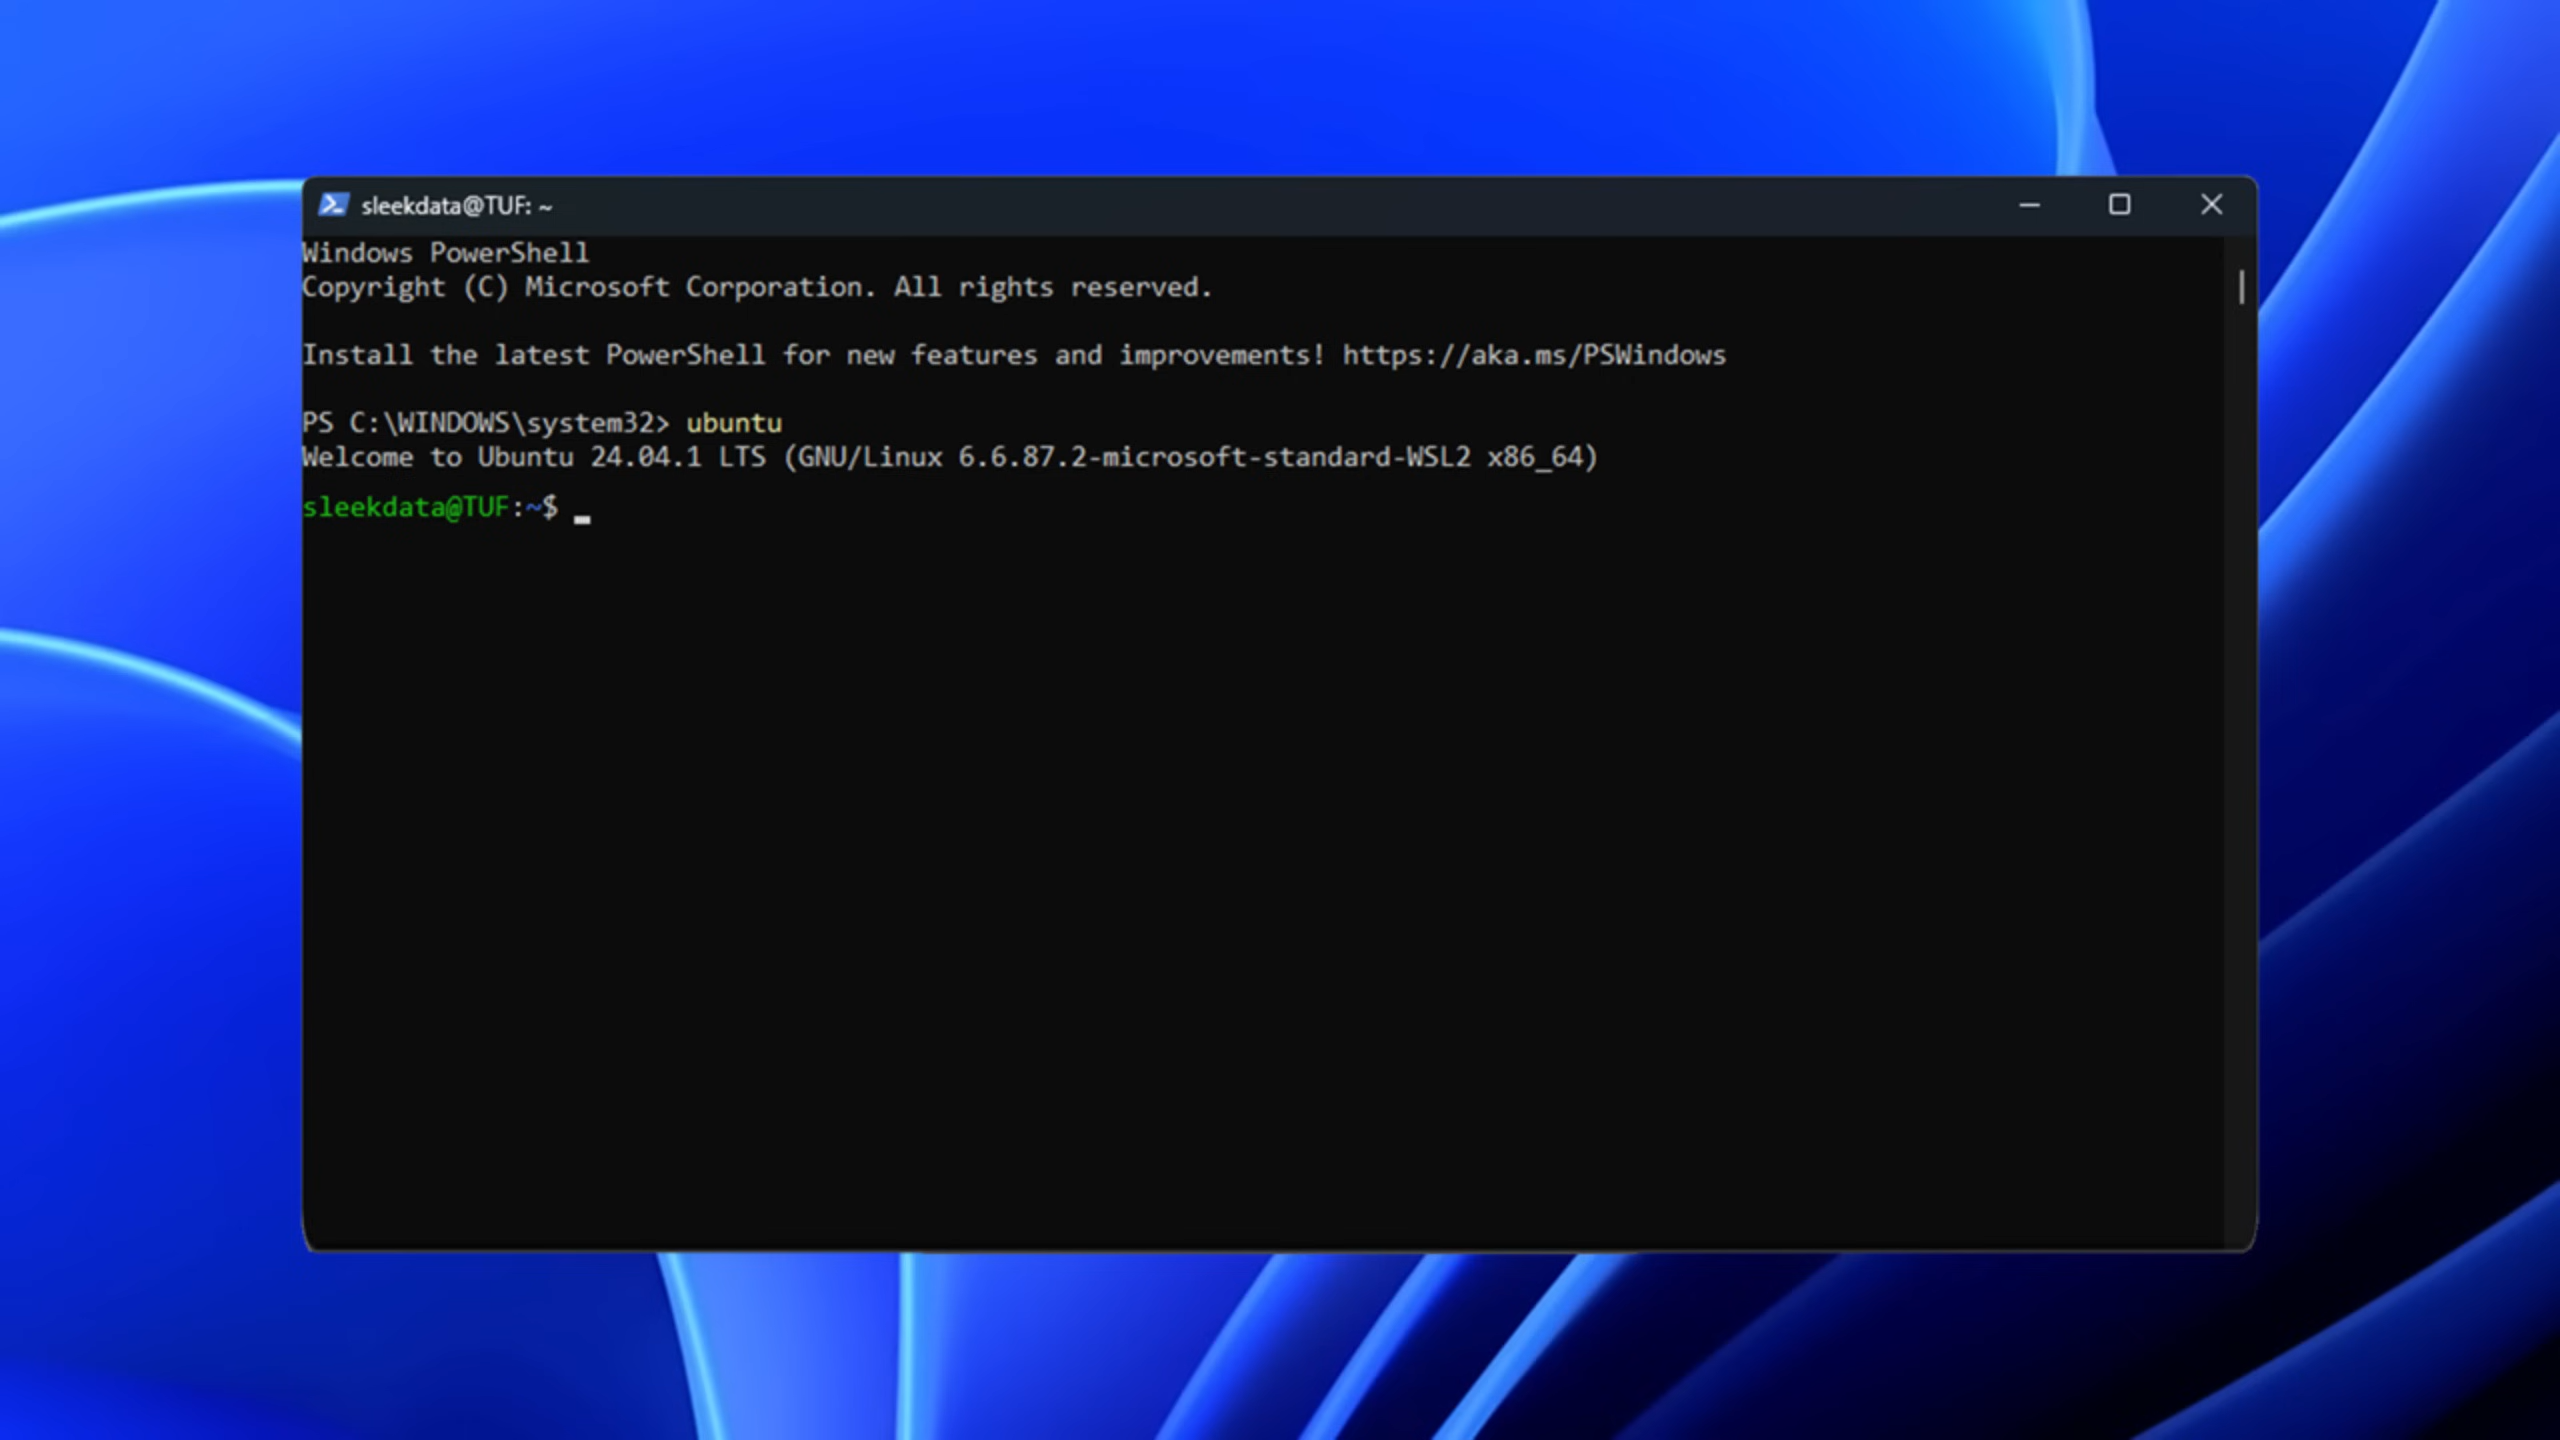 sleekdata@TUF: ~
Windows PowerShell
Copyright (C) Microsoft Corporation. All rights reserved.
Install the latest PowerShell for new features and improvements! https://aka.ms/PSWindows
PS C:\WINDOWS\system32> ubuntu
Welcome to Ubuntu 24.04.1 LTS (GNU/Linux 6.6.87.2-microsoft-standard-WSL2 x86_64)
sleekdata@TUF:~$